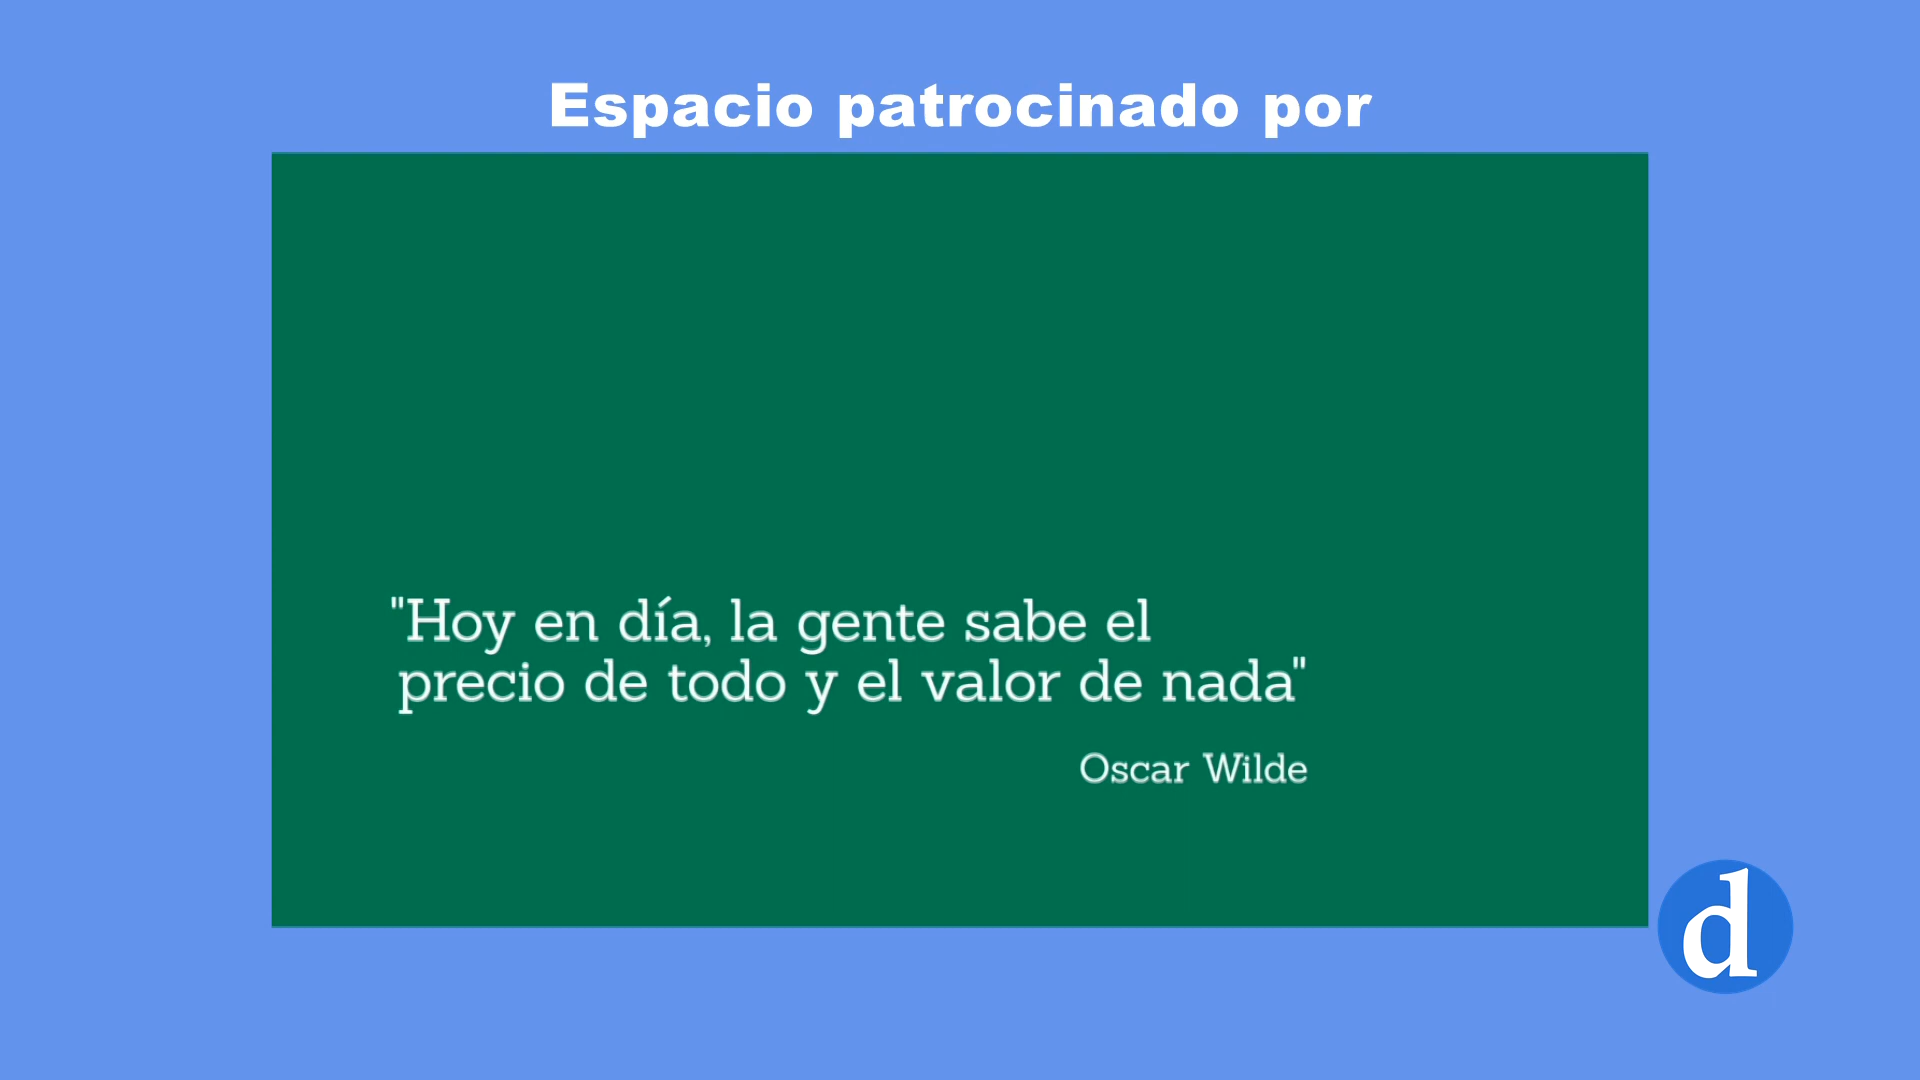 Espacio patrocinado por
"Hoy en día, la gente sabe el
precio de todo y el valor de nada"
Oscar Wilde
d